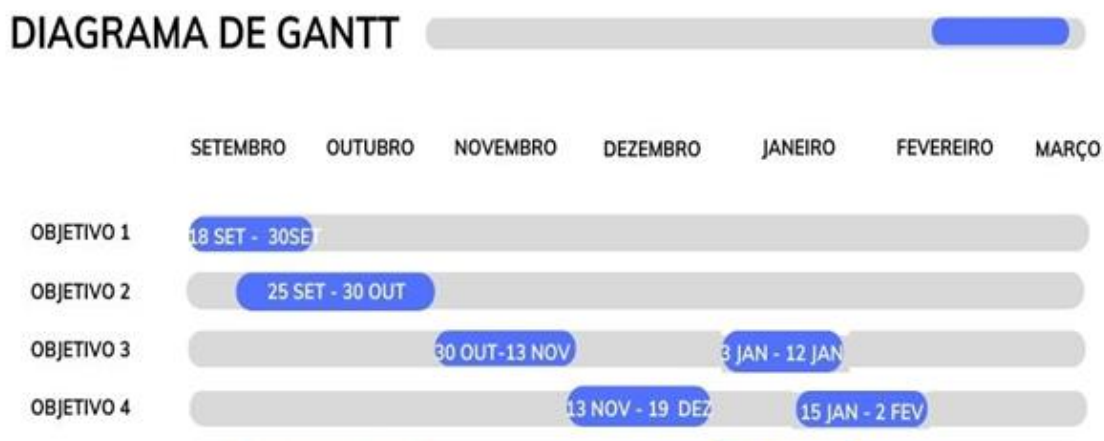 DIAGRAMA DE GANTT
SETEMBRO OUTUBRO NOVEMBRO DEZEMBRO JANEIRO FEVEREIRO MARÇO
OBJETIVO 1 18 SET - 30SET
OBJETIVO 2 25 SET - 30 OUT
OBJETIVO 3 30 OUT-13 NOV 3 JAN - 12 JAN
OBJETIVO 4 13 NOV - 19 DEZ 15 JAN - 2 FEV